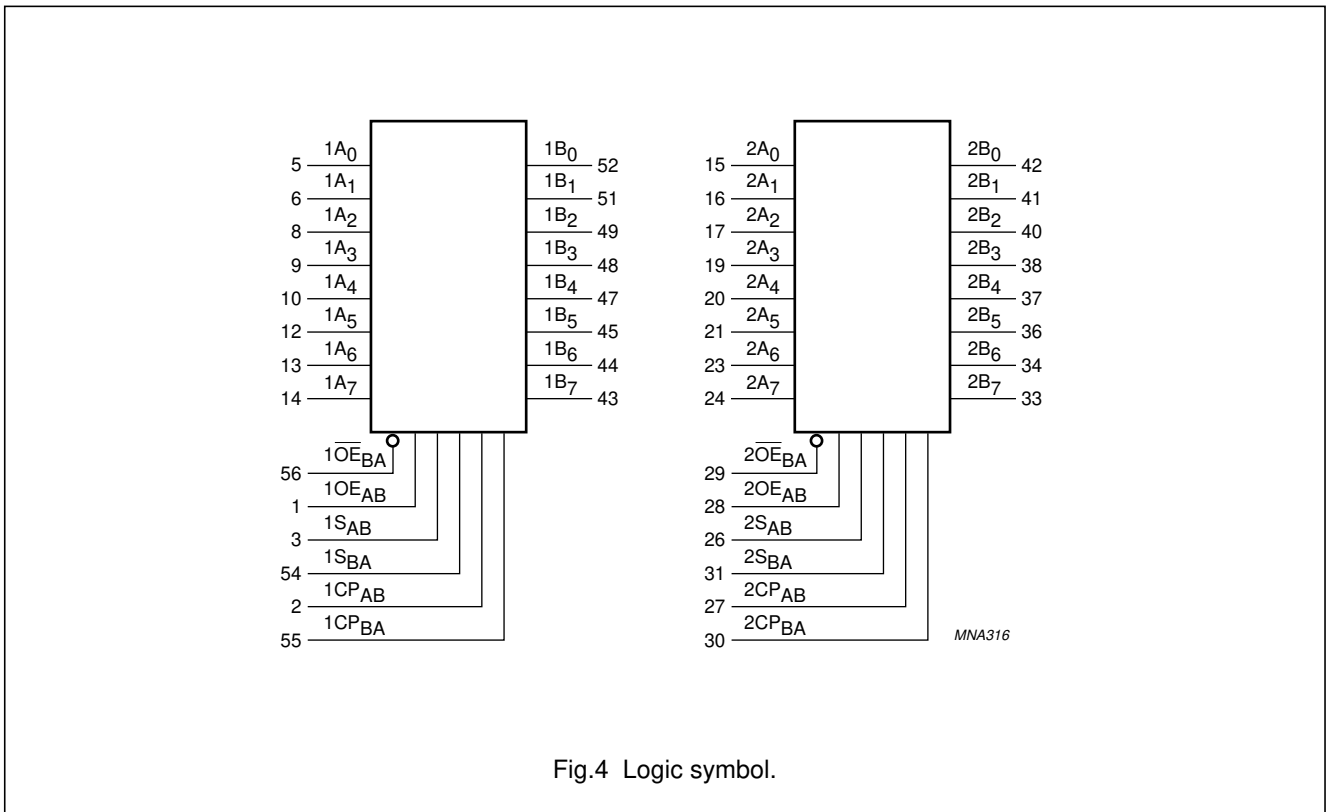 1A0 1B0 2A0 2B0
5 52 15 42
1A1 1B1 2A1 2B1
6 51 16 41
1A2 1B2 2A2 2B2
8 49 17 40
1A3 1B3 2A3 2B3
9 48 19 38
1A4 1B4 2A4 2B4
10 47 20 37
1A5 1B5 2A5 2B5
12 45 21 36
1A6 1B6 2A6 2B6
13 44 23 34
1A7 1B7 2A7 2B7
14 43 24 33
1O̅E̅BA 2O̅E̅BA
56 29
1OEAB 2OEAB
1 28
1SAB 2SAB
3 26
1SBA 2SBA
54 31
1CPAB 2CPAB
2 27
1CPBA 2CPBA
55 30 MNA316
Fig.4 Logic symbol.